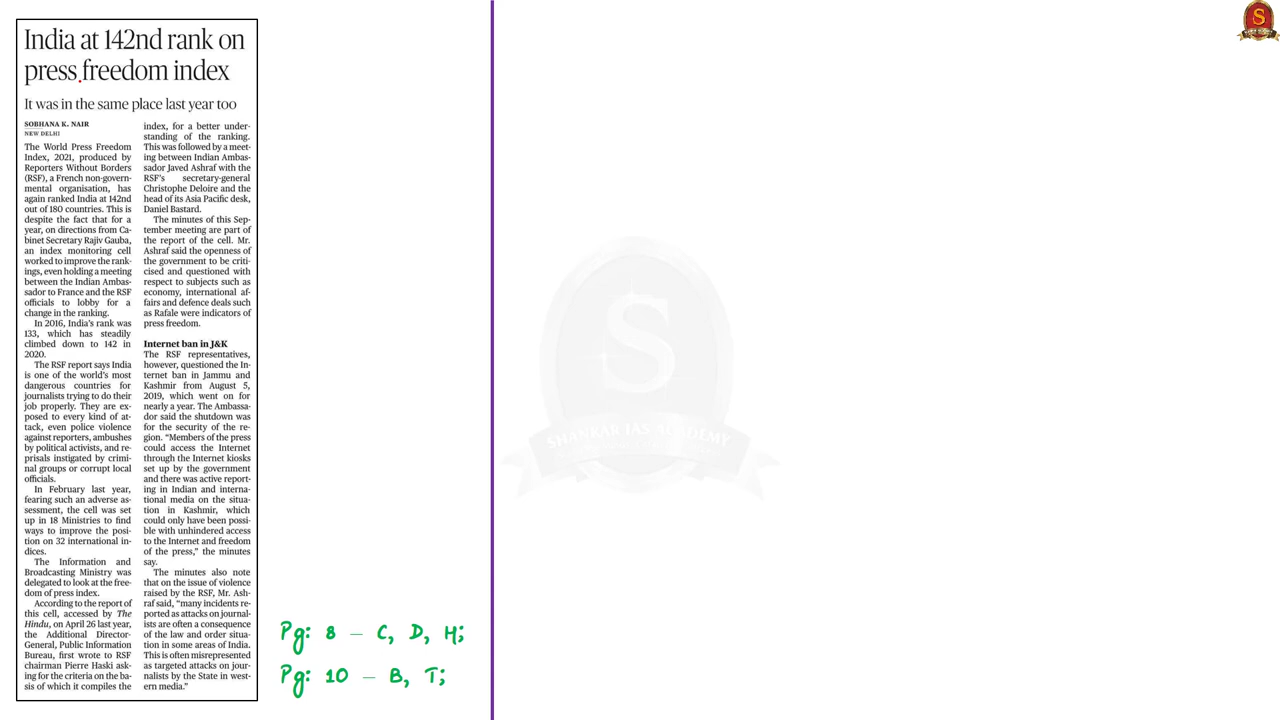 India at 142nd rank on
press freedom index
It was in the same place last year too
SOBHANA K. NAIR
NEW DELHI
The World Press Freedom
Index, 2021, produced by
Reporters Without Borders
(RSF), a French non-govern-
mental organisation, has
again ranked India at 142nd
out of 180 countries. This is
despite the fact that for a
year, on directions from Ca-
binet Secretary Rajiv Gauba,
an index monitoring cell
worked to improve the rank-
ings, even holding a meeting
between the Indian Ambas-
sador to France and the RSF
officials to lobby for a
change in the ranking.
In 2016, India's rank was
133, which has steadily
climbed down to 142 in
2020.
The RSF report says India
is one of the world's most
dangerous countries for
journalists trying to do their
job properly. They are ex-
posed to every kind of at-
tack, even police violence
against reporters, ambushes
by political activists, and re-
prisals instigated by crimi-
nal groups or corrupt local
officials.
In February last year,
fearing such an adverse as-
sessment, the cell was set
up in 18 Ministries to find
ways to improve the posi-
tion on 32 international in-
dices.
The Information and
Broadcasting Ministry was
delegated to look at the free-
dom of press index.
According to the report of
this cell, accessed by The
Hindu, on April 26 last year,
the Additional Director-
General, Public Information
Bureau, first wrote to RSF
chairman Pierre Haski ask-
ing for the criteria on the ba-
sis of which it compiles the
index, for a better under-
standing of the ranking.
This was followed by a meet-
ing between Indian Ambas-
sador Javed Ashraf with the
RSF's secretary-general
Christophe Deloire and the
head of its Asia Pacific desk,
Daniel Bastard.
The minutes of this Sep-
tember meeting are part of
the report of the cell. Mr.
Ashraf said the openness of
the government to be criti-
cised and questioned with
respect to subjects such as
economy, international af-
fairs and defence deals such
as Rafale were indicators of
press freedom.
Internet ban in J&K
The RSF representatives,
however, questioned the In-
ternet ban in Jammu and
Kashmir from August 5,
2019, which went on for
nearly a year. The Ambassa-
dor said the shutdown was
for the security of the re-
gion. "Members of the press
could access the Internet
through the Internet kiosks
set up by the government
and there was active report-
ing in Indian and interna-
tional media on the situa-
tion in Kashmir, which
could only have been possi-
ble with unhindered access
to the Internet and freedom
of the press," the minutes
say.
The minutes also note
that on the issue of violence
raised by the RSF, Mr. Ash-
raf said, "many incidents re-
ported as attacks on journal-
ists are often a consequence
of the law and order situa-
tion in some areas of India.
This is often misrepresented
as targeted attacks on jour-
nalists by the State in west-
ern media."
Pg: 8 – C, D, H;
Pg: 10 – B, T;
S
SHANKAR IAS ACADEMY
S